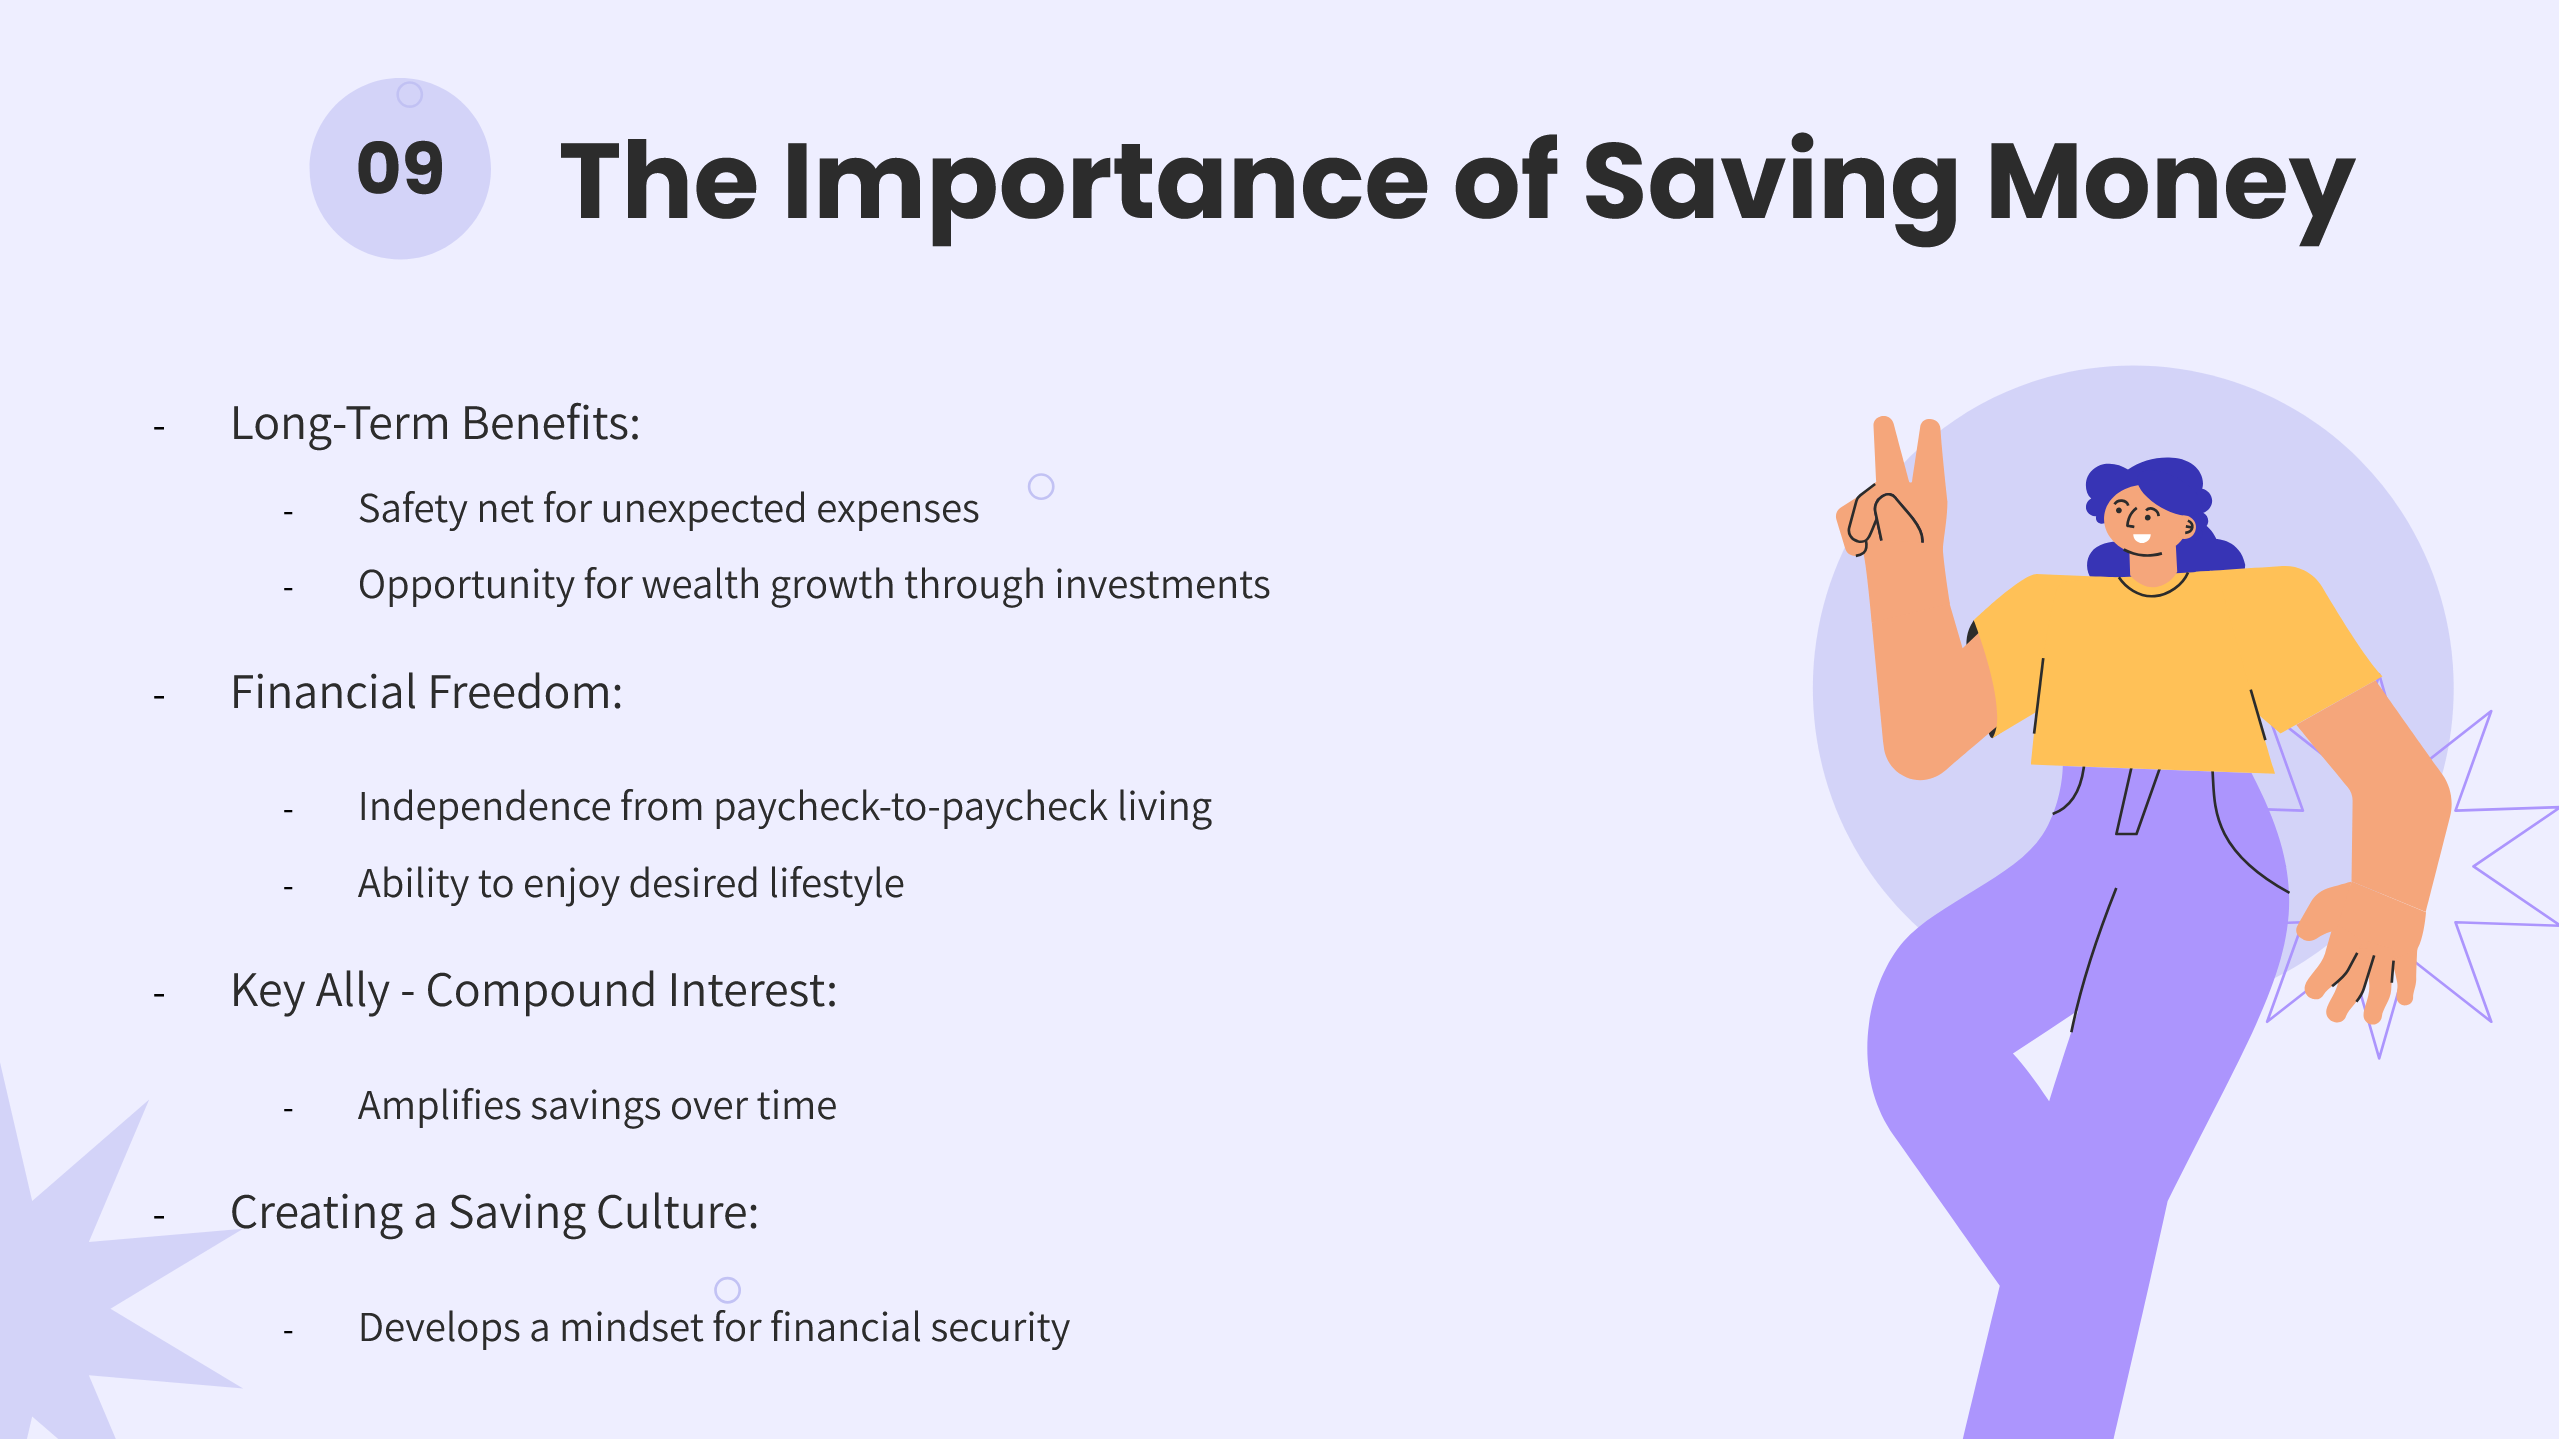 09
The Importance of Saving Money
- Long-Term Benefits:
- Safety net for unexpected expenses
- Opportunity for wealth growth through investments
- Financial Freedom:
- Independence from paycheck-to-paycheck living
- Ability to enjoy desired lifestyle
- Key Ally - Compound Interest:
- Amplifies savings over time
- Creating a Saving Culture:
- Develops a mindset for financial security